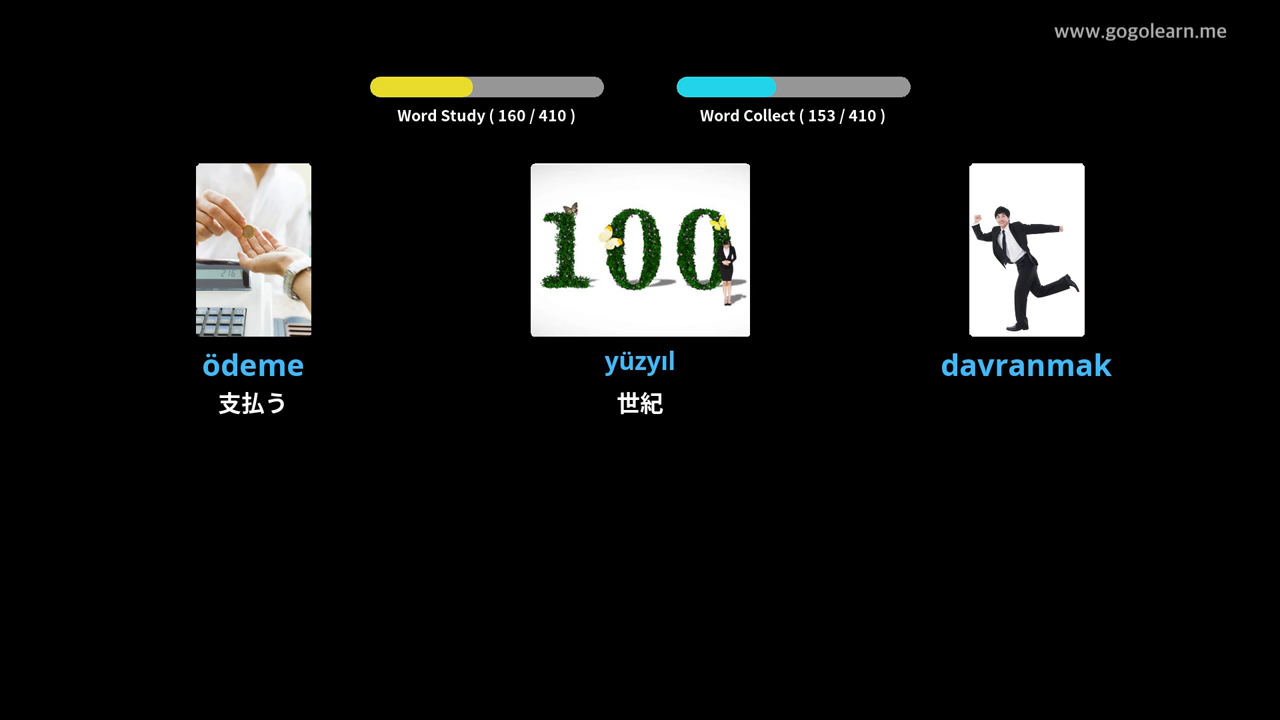 www.gogolearn.me
Word Study ( 160 / 410 )
Word Collect ( 153 / 410 )
100
ödeme
支払う
yüzyıl
世紀
davranmak